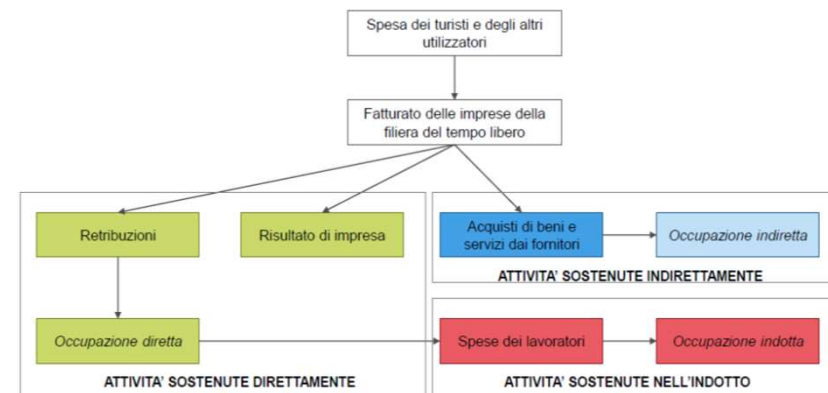 Spesa dei turisti e degli altri
utilizzatori
Fatturato delle imprese della
filiera del tempo libero
Retribuzioni
Risultato di impresa
Acquisti di beni e
servizi dai fornitori
Occupazione indiretta
ATTIVITA' SOSTENUTE INDIRETTAMENTE
Occupazione diretta
Spese dei lavoratori
Occupazione indotta
ATTIVITA' SOSTENUTE DIRETTAMENTE
ATTIVITA' SOSTENUTE NELL'INDOTTO